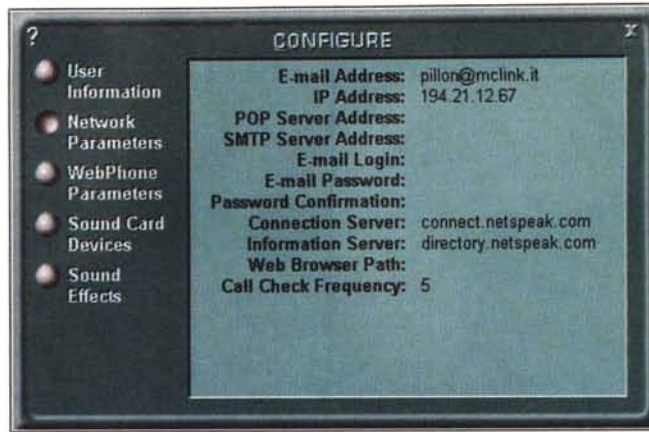 ?
CONFIGURE
X
User
Information
Network
Parameters
WebPhone
Parameters
Sound Card
Devices
Sound
Effects
E-mail Address: pillon@mclink.it
IP Address: 194.21.12.67
POP Server Address:
SMTP Server Address:
E-mail Login:
E-mail Password:
Password Confirmation:
Connection Server: connect.netspeak.com
Information Server: directory.netspeak.com
Web Browser Path:
Call Check Frequency: 5